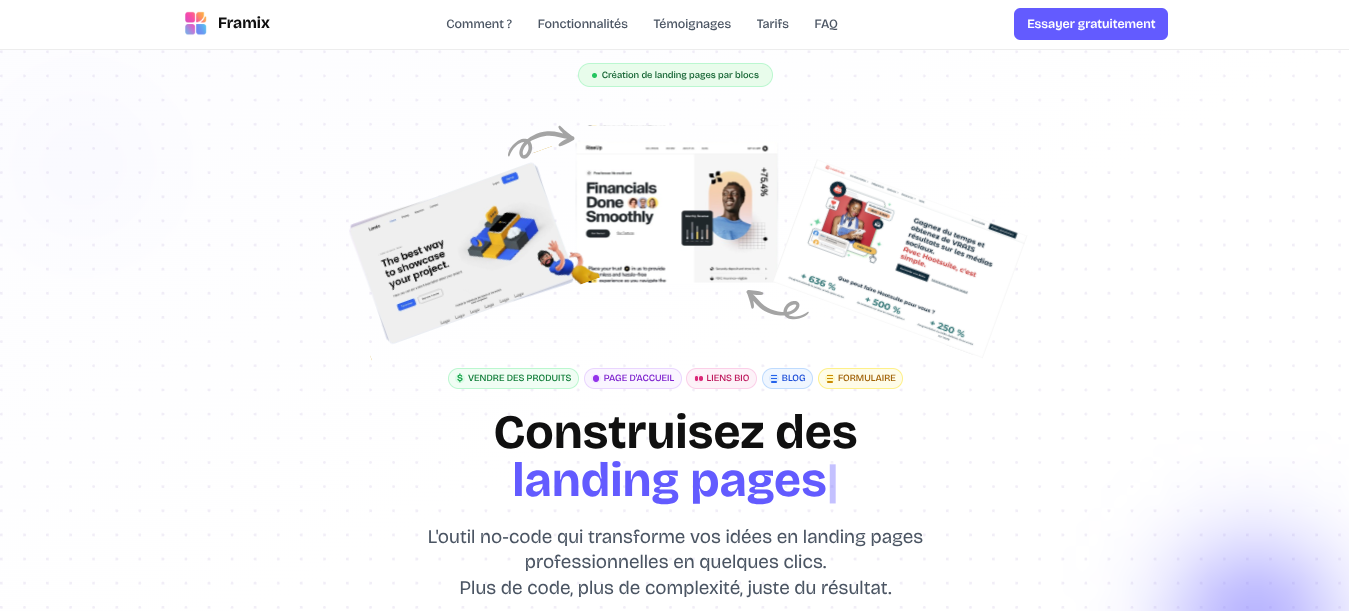 Framix
Comment ?
Fonctionnalités
Témoignages
Tarifs
FAQ
Essayer gratuitement
Création de landing pages par blocs
The best way
to showcase
your project.
Financials
Done
Smoothly
+75,4%
Gagnez du temps et
obtenez de VRAIS
résultats sur les médias
sociaux.
Avec Hootsuite, c'est
simple.
Que peut faire Hootsuite pour vous ?
+ 636 %
+ 500 %
+ 250 %
VENDRE DES PRODUITS
PAGE D'ACCUEIL
LIENS BIO
BLOG
FORMULAIRE
Construisez des
landing pages
L'outil no-code qui transforme vos idées en landing pages
professionnelles en quelques clics.
Plus de code, plus de complexité, juste du résultat.